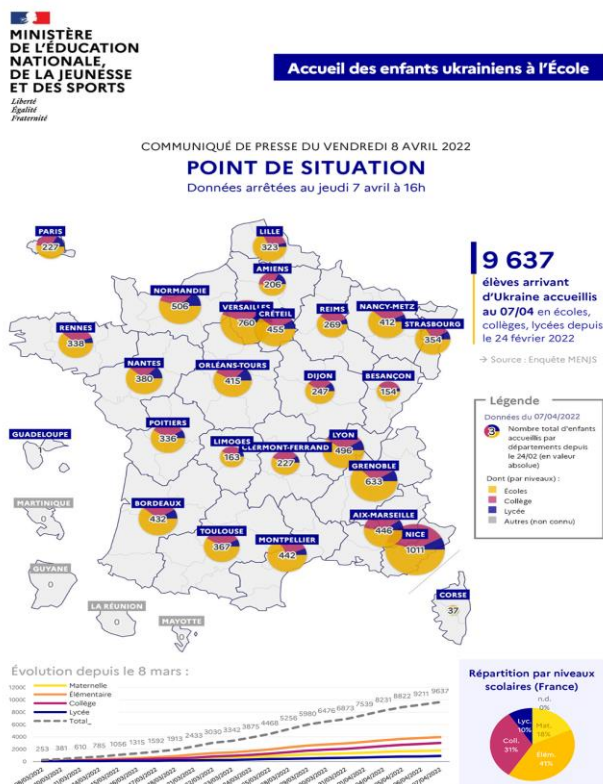 MINISTÈRE
DE L'ÉDUCATION
NATIONALE,
DE LA JEUNESSE
ET DES SPORTS
Liberté
Égalité
Fraternité
Accueil des enfants ukrainiens à l'École
COMMUNIQUÉ DE PRESSE DU VENDREDI 8 AVRIL 2022
POINT DE SITUATION
Données arrêtées au jeudi 7 avril à 16h
PARIS
227
LILLE
323
AMIENS
206
NORMANDIE
506
VERSAILLES
760
CRÉTEIL
455
REIMS
269
NANCY-METZ
412
STRASBOURG
354
RENNES
338
NANTES
380
ORLÉANS-TOURS
415
DIJON
247
BESANÇON
154
POITIERS
336
LIMOGES
163
CLERMONT-FERRAND
227
LYON
496
GRENOBLE
633
BORDEAUX
432
TOULOUSE
367
MONTPELLIER
442
AIX-MARSEILLE
446
NICE
1011
CORSE
37
GUADELOUPE
MARTINIQUE
0
GUYANE
0
LA RÉUNION
0
MAYOTTE
0
9 637
élèves arrivant
d'Ukraine accueillis
au 07/04 en écoles,
collèges, lycées depuis
le 24 février 2022
→ Source : Enquête MENJS
Légende
Données du 07/04/2022
3
Nombre total d'enfants
accueillis par
départements depuis
le 24/02 (en valeur
absolue)
Dont (par niveaux) :
Ecoles
Collège
Lycée
Autres (non connu)
Évolution depuis le 8 mars :
Maternelle
Élémentaire
Collège
Lycée
Total_
12000
10000
8000
6000
4000
2000
0
253 381 610 785 1056 1315 1592 1913 2433 3030 3342 3875 4468 5256 5980 6476 6873 7539 8231 8822 9211 9637
Répartition par niveaux
scolaires (France)
n.d.
0%
Mat.
18%
Élém.
41%
Coll.
31%
Lyc.
10%